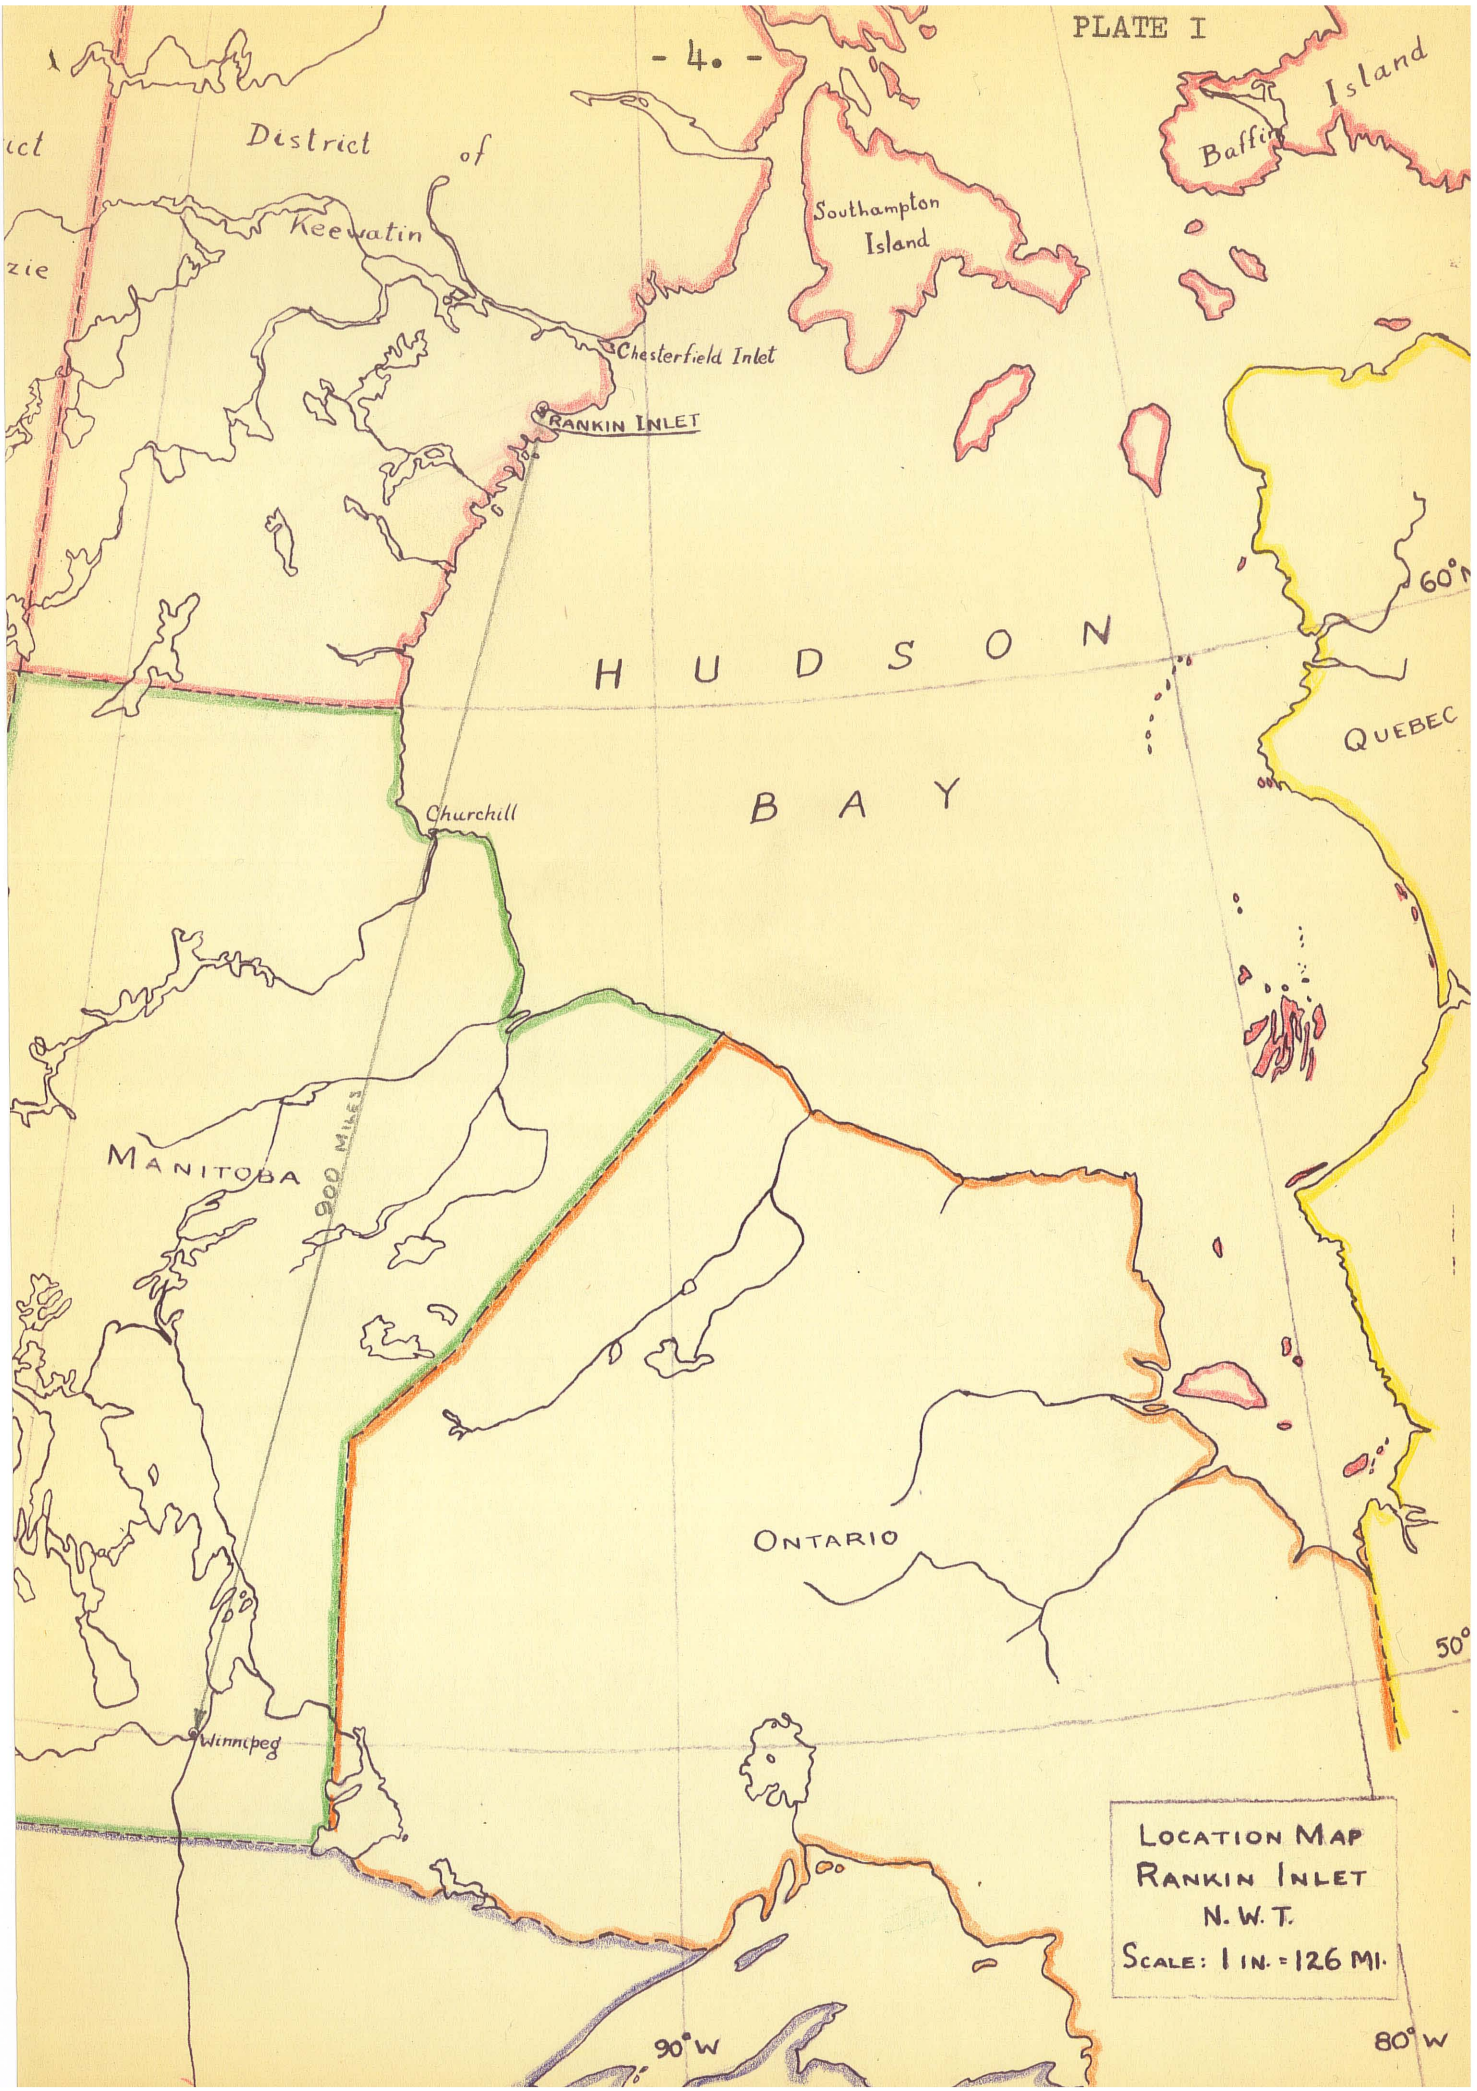 PLATE I
- 4. -
Island
Baffin
ict
District
of
Southampton
Island
Keewatin
zie
Chesterfield Inlet
RANKIN INLET
60° N
HUDSON
QUEBEC
BAY
Churchill
900 MILES
MANITOBA
ONTARIO
50°
Winnipeg
LOCATION MAP
RANKIN INLET
N.W.T.
SCALE: 1 IN. = 126 MI.
90° W
80° W